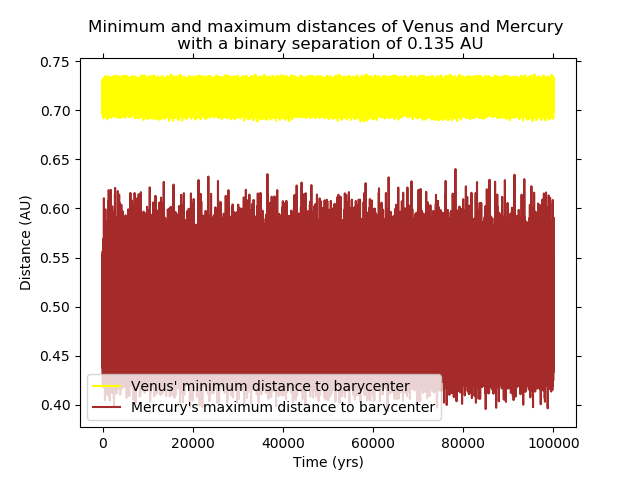 Minimum and maximum distances of Venus and Mercury
with a binary separation of 0.135 AU
0.75
0.70
0.65
0.60
0.55
0.50
0.45
0.40
Distance (AU)
Venus' minimum distance to barycenter
Mercury's maximum distance to barycenter
0 20000 40000 60000 80000 100000
Time (yrs)